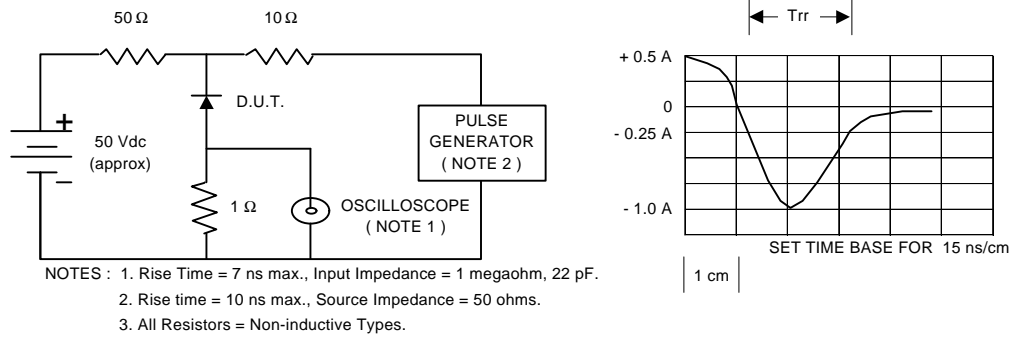 50 Ω
10 Ω
Trr
+
50 Vdc
(approx)
−
D.U.T.
PULSE
GENERATOR
( NOTE 2 )
1 Ω
OSCILLOSCOPE
( NOTE 1 )
+ 0.5 A
0
- 0.25 A
- 1.0 A
SET TIME BASE FOR 15 ns/cm
1 cm
NOTES : 1. Rise Time = 7 ns max., Input Impedance = 1 megaohm, 22 pF.
2. Rise time = 10 ns max., Source Impedance = 50 ohms.
3. All Resistors = Non-inductive Types.